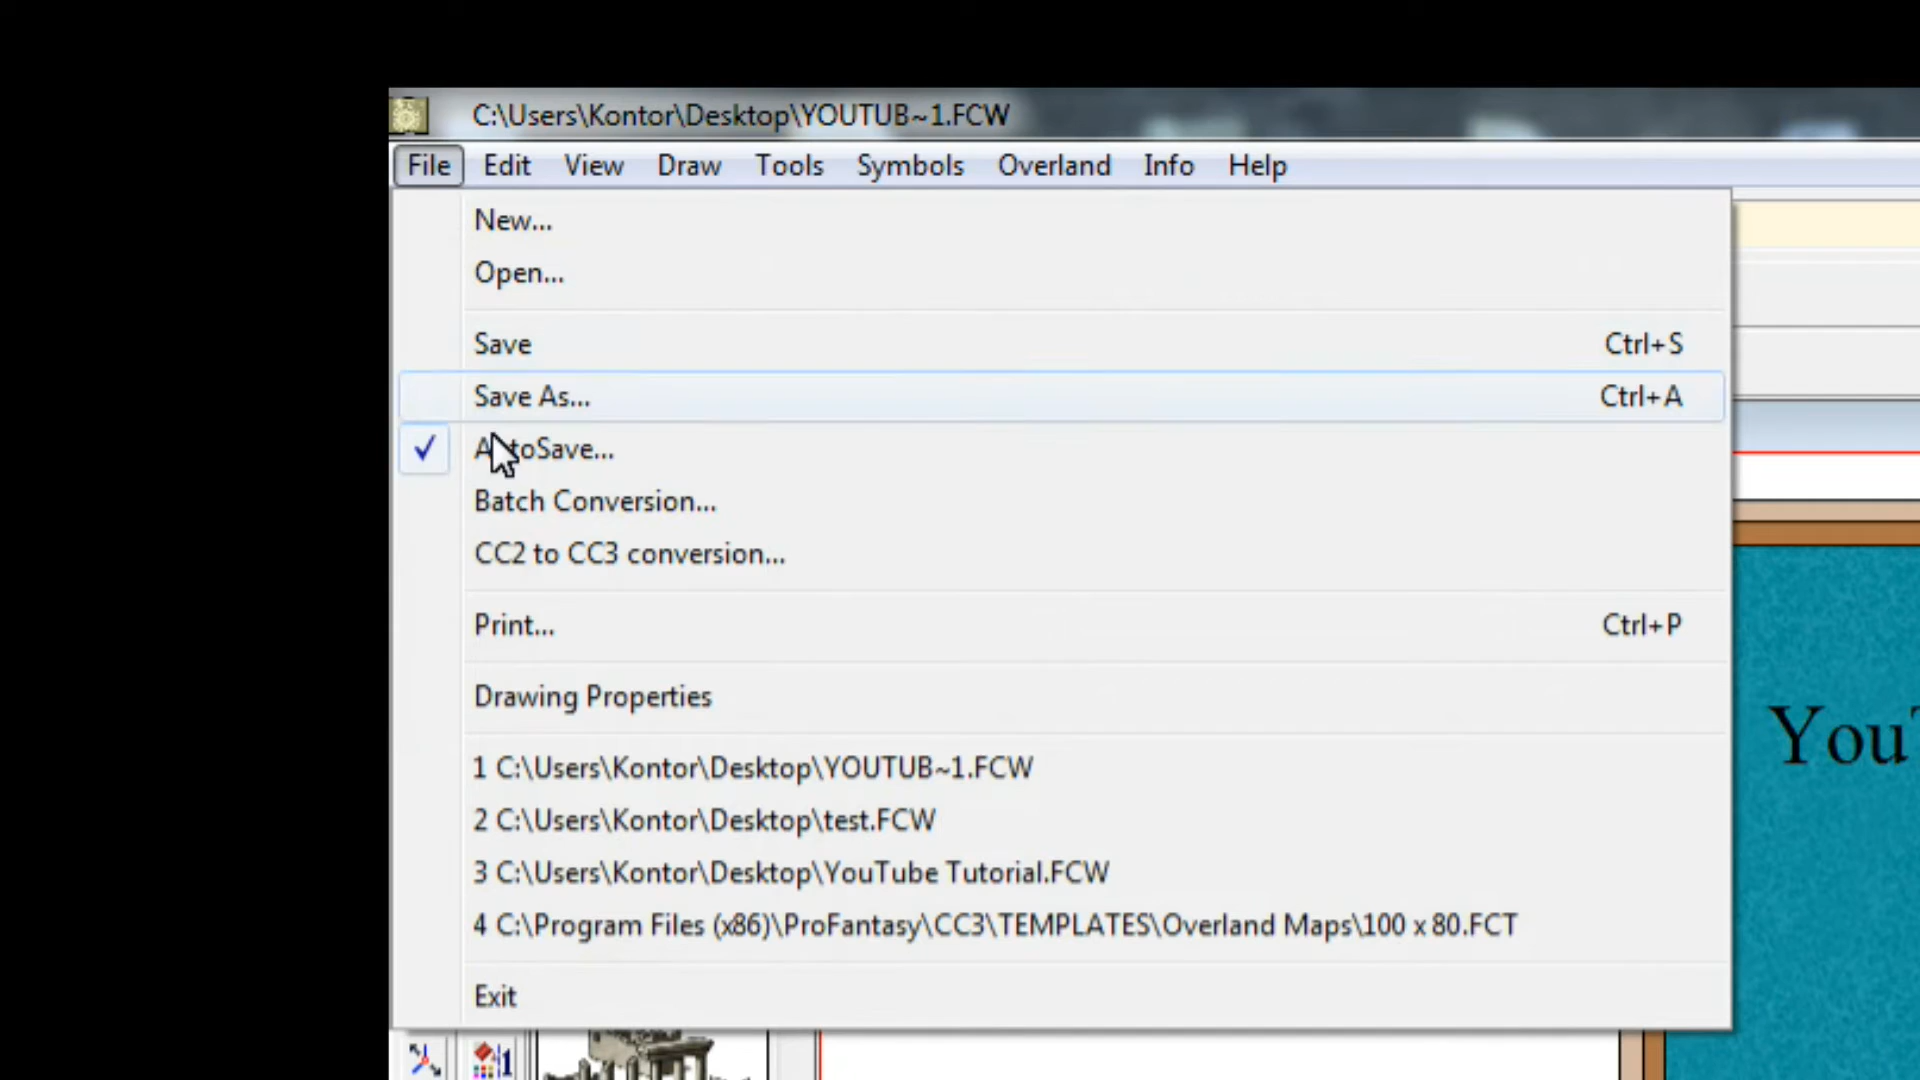 C:\Users\Kontor\Desktop\YOUTUB~1.FCW
File Edit View Draw Tools Symbols Overland Info Help
New...
Open...
Save Ctrl+S
Save As... Ctrl+A
AutoSave...
Batch Conversion...
CC2 to CC3 conversion...
Print... Ctrl+P
Drawing Properties
YouT
1 C:\Users\Kontor\Desktop\YOUTUB~1.FCW
2 C:\Users\Kontor\Desktop\test.FCW
3 C:\Users\Kontor\Desktop\YouTube Tutorial.FCW
4 C:\Program Files (x86)\ProFantasy\CC3\TEMPLATES\Overland Maps\100 x 80.FCT
Exit
1